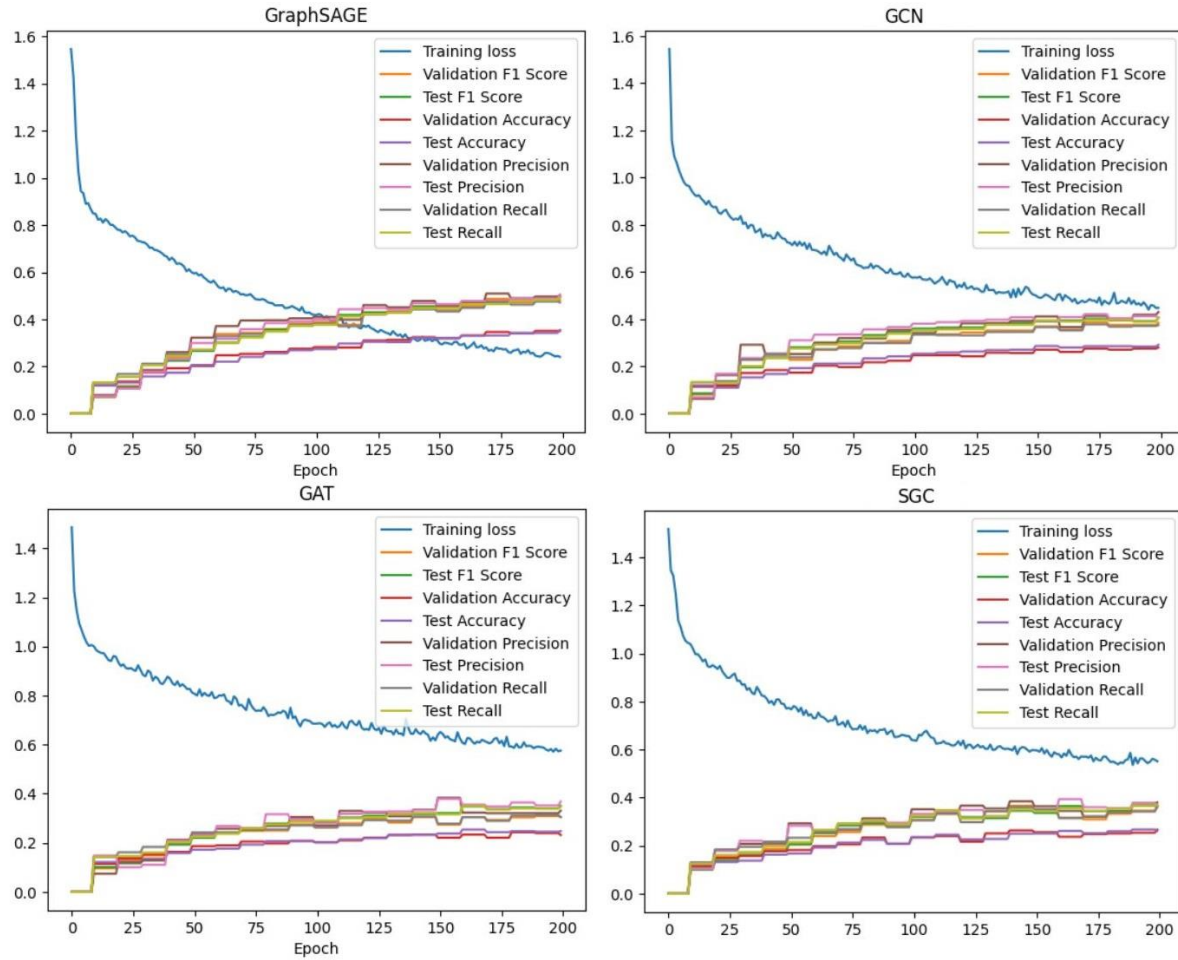 GraphSAGE
1.6
1.4
1.2
1.0
0.8
0.6
0.4
0.2
0.0
Training loss
Validation F1 Score
Test F1 Score
Validation Accuracy
Test Accuracy
Validation Precision
Test Precision
Validation Recall
Test Recall
0 25 50 75 100 125 150 175 200
Epoch
GCN
1.6
1.4
1.2
1.0
0.8
0.6
0.4
0.2
0.0
Training loss
Validation F1 Score
Test F1 Score
Validation Accuracy
Test Accuracy
Validation Precision
Test Precision
Validation Recall
Test Recall
0 25 50 75 100 125 150 175 200
Epoch
GAT
1.4
1.2
1.0
0.8
0.6
0.4
0.2
0.0
Training loss
Validation F1 Score
Test F1 Score
Validation Accuracy
Test Accuracy
Validation Precision
Test Precision
Validation Recall
Test Recall
0 25 50 75 100 125 150 175 200
Epoch
SGC
1.4
1.2
1.0
0.8
0.6
0.4
0.2
0.0
Training loss
Validation F1 Score
Test F1 Score
Validation Accuracy
Test Accuracy
Validation Precision
Test Precision
Validation Recall
Test Recall
0 25 50 75 100 125 150 175 200